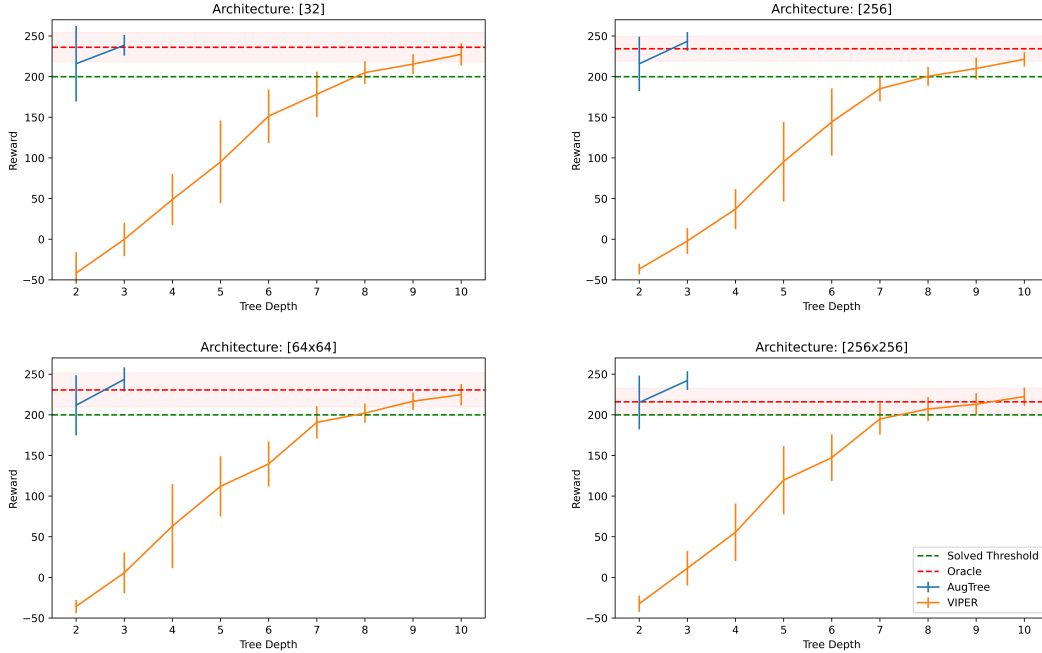 Architecture: [32]
Reward
250
200
150
100
50
0
−50
2 3 4 5 6 7 8 9 10
Tree Depth
Architecture: [256]
Reward
250
200
150
100
50
0
−50
2 3 4 5 6 7 8 9 10
Tree Depth
Architecture: [64x64]
Reward
250
200
150
100
50
0
−50
2 3 4 5 6 7 8 9 10
Tree Depth
Architecture: [256x256]
Reward
250
200
150
100
50
0
−50
2 3 4 5 6 7 8 9 10
Tree Depth
Solved Threshold
Oracle
AugTree
VIPER